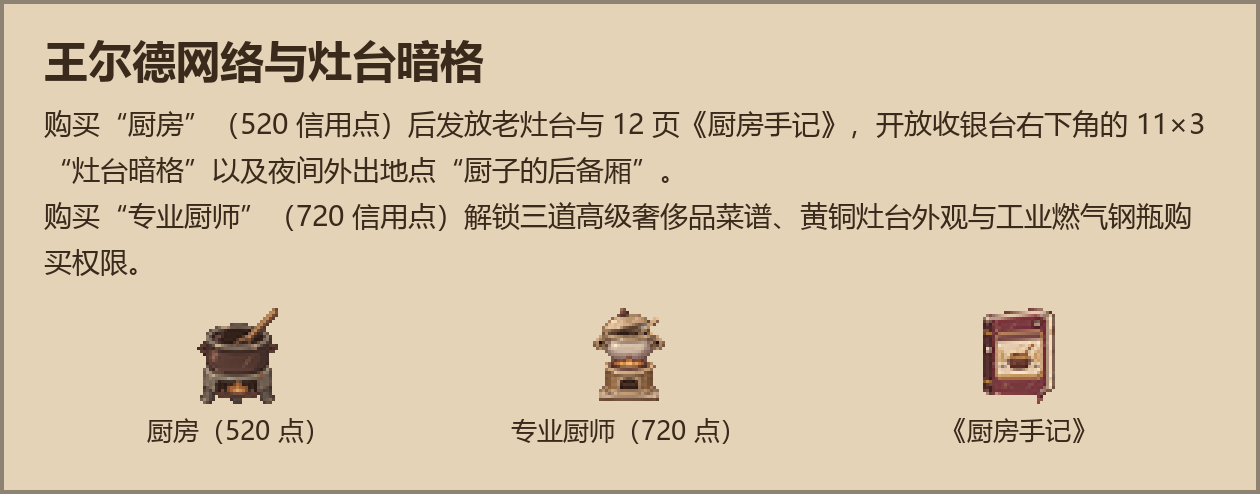 王尔德网络与灶台暗格
购买“厨房”（520 信用点）后发放老灶台与 12 页《厨房手记》，开放收银台右下角的 11×3
“灶台暗格”以及夜间外出地点“厨子的后备厢”。
购买“专业厨师”（720 信用点）解锁三道高级奢侈品菜谱、黄铜灶台外观与工业燃气钢瓶购
买权限。
厨房（520 点）
专业厨师（720 点）
《厨房手记》